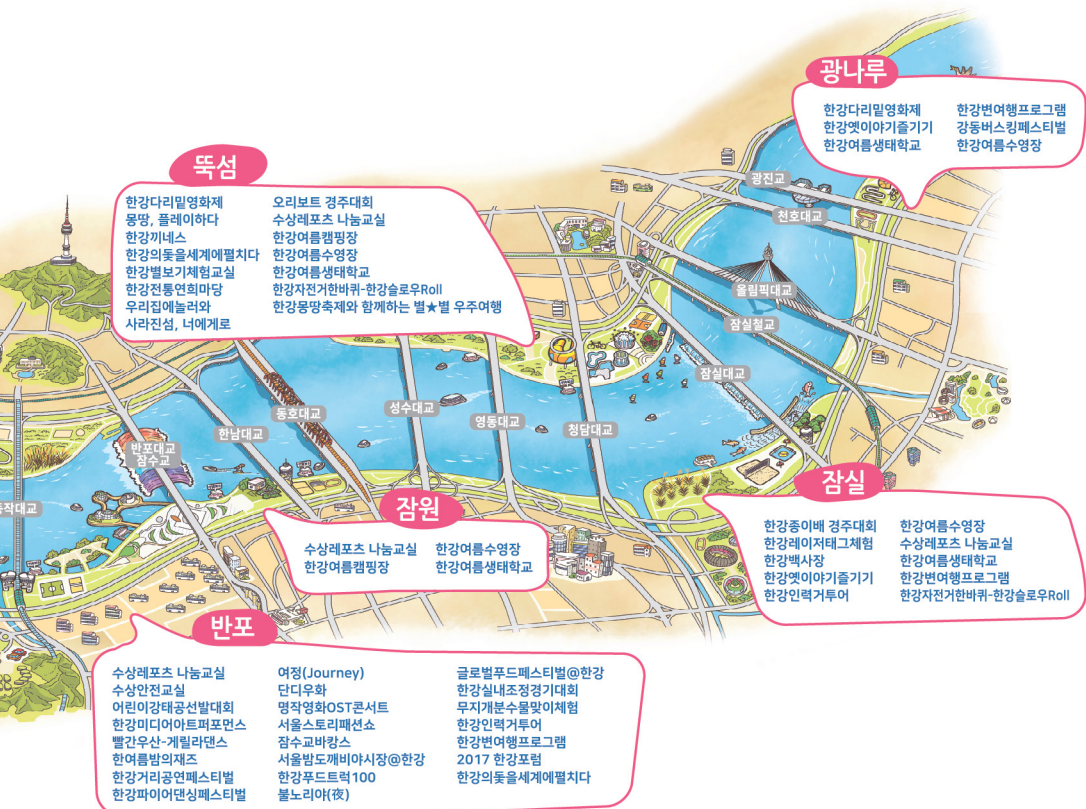 광나루
한강다리밑영화제
한강옛이야기즐기기
한강여름생태학교
한강변여행프로그램
강동버스킹페스티벌
한강여름수영장
뚝섬
한강다리밑영화제
몽땅, 플레이하다
한강끼네스
한강의돛을세계에펼치다
한강별보기체험교실
한강전통연희마당
우리집에놀러와
사라진섬, 너에게로
오리보트 경주대회
수상레포츠 나눔교실
한강여름캠핑장
한강여름수영장
한강여름생태학교
한강자전거한바퀴-한강슬로우Roll
한강몽땅축제와 함께하는 별★별 우주여행
광진교
천호대교
올림픽대교
잠실철교
잠실대교
청담대교
영동대교
성수대교
동호대교
한남대교
반포대교
잠수교
동작대교
잠원
수상레포츠 나눔교실
한강여름캠핑장
한강여름수영장
한강여름생태학교
잠실
한강종이배 경주대회
한강레이저태그체험
한강백사장
한강옛이야기즐기기
한강인력거투어
한강여름수영장
수상레포츠 나눔교실
한강여름생태학교
한강변여행프로그램
한강자전거한바퀴-한강슬로우Roll
반포
수상레포츠 나눔교실
수상안전교실
어린이강태공선발대회
한강미디어아트퍼포먼스
빨간우산-게릴라댄스
한여름밤의재즈
한강거리공연페스티벌
한강파이어댄싱페스티벌
여정(Journey)
단디우화
명작영화OST콘서트
서울스토리패션쇼
잠수교바캉스
서울밤도깨비야시장@한강
한강푸드트럭100
불노리야(夜)
글로벌푸드페스티벌@한강
한강실내조정경기대회
무지개분수물맞이체험
한강인력거투어
한강변여행프로그램
2017 한강포럼
한강의돛을세계에펼치다